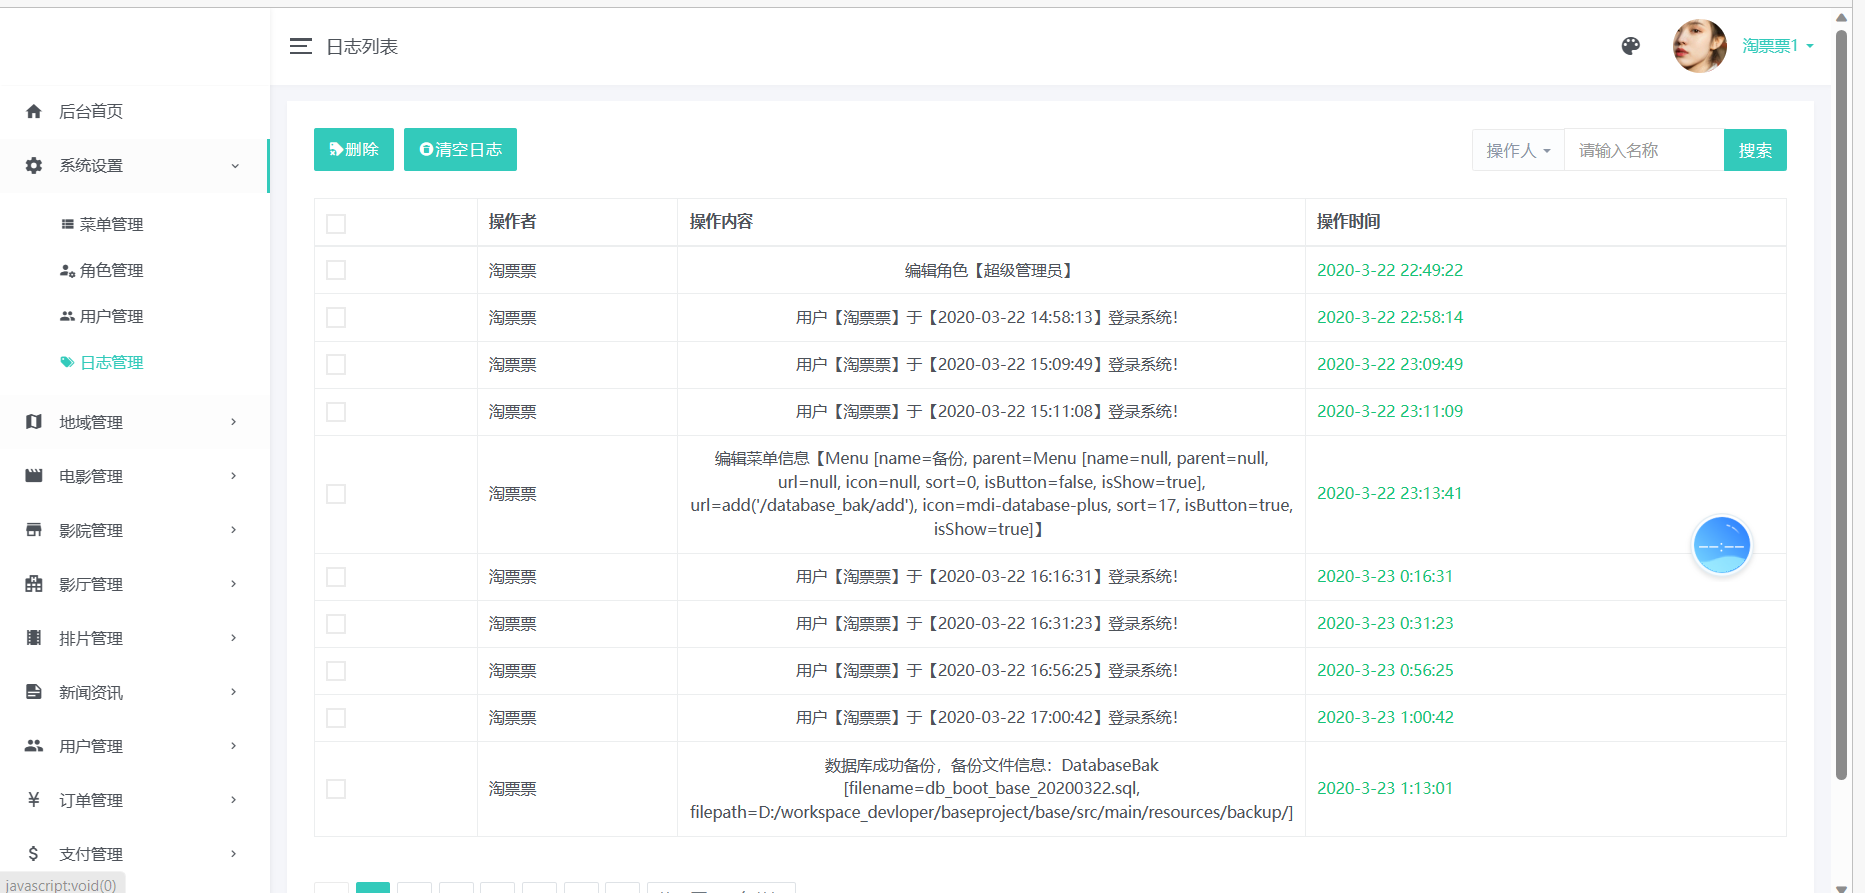 日志列表
淘票票1
后台首页
系统设置
菜单管理
角色管理
用户管理
日志管理
地域管理
电影管理
影院管理
影厅管理
排片管理
新闻资讯
用户管理
订单管理
支付管理
javascript:void(0)
删除 清空日志 操作人 请输入名称 搜索
操作者 操作内容 操作时间
淘票票 编辑角色【超级管理员】 2020-3-22 22:49:22
淘票票 用户【淘票票】于【2020-03-22 14:58:13】登录系统! 2020-3-22 22:58:14
淘票票 用户【淘票票】于【2020-03-22 15:09:49】登录系统! 2020-3-22 23:09:49
淘票票 用户【淘票票】于【2020-03-22 15:11:08】登录系统! 2020-3-22 23:11:09
编辑菜单信息【Menu [name=备份, parent=Menu [name=null, parent=null,
url=null, icon=null, sort=0, isButton=false, isShow=true],
淘票票 2020-3-22 23:13:41
url=add('/database_bak/add'), icon=mdi-database-plus, sort=17, isButton=true,
isShow=true]】
淘票票 用户【淘票票】于【2020-03-22 16:16:31】登录系统! 2020-3-23 0:16:31
淘票票 用户【淘票票】于【2020-03-22 16:31:23】登录系统! 2020-3-23 0:31:23
淘票票 用户【淘票票】于【2020-03-22 16:56:25】登录系统! 2020-3-23 0:56:25
淘票票 用户【淘票票】于【2020-03-22 17:00:42】登录系统! 2020-3-23 1:00:42
数据库成功备份，备份文件信息：DatabaseBak
淘票票 [filename=db_boot_base_20200322.sql, 2020-3-23 1:13:01
filepath=D:/workspace_devloper/baseproject/base/src/main/resources/backup/]